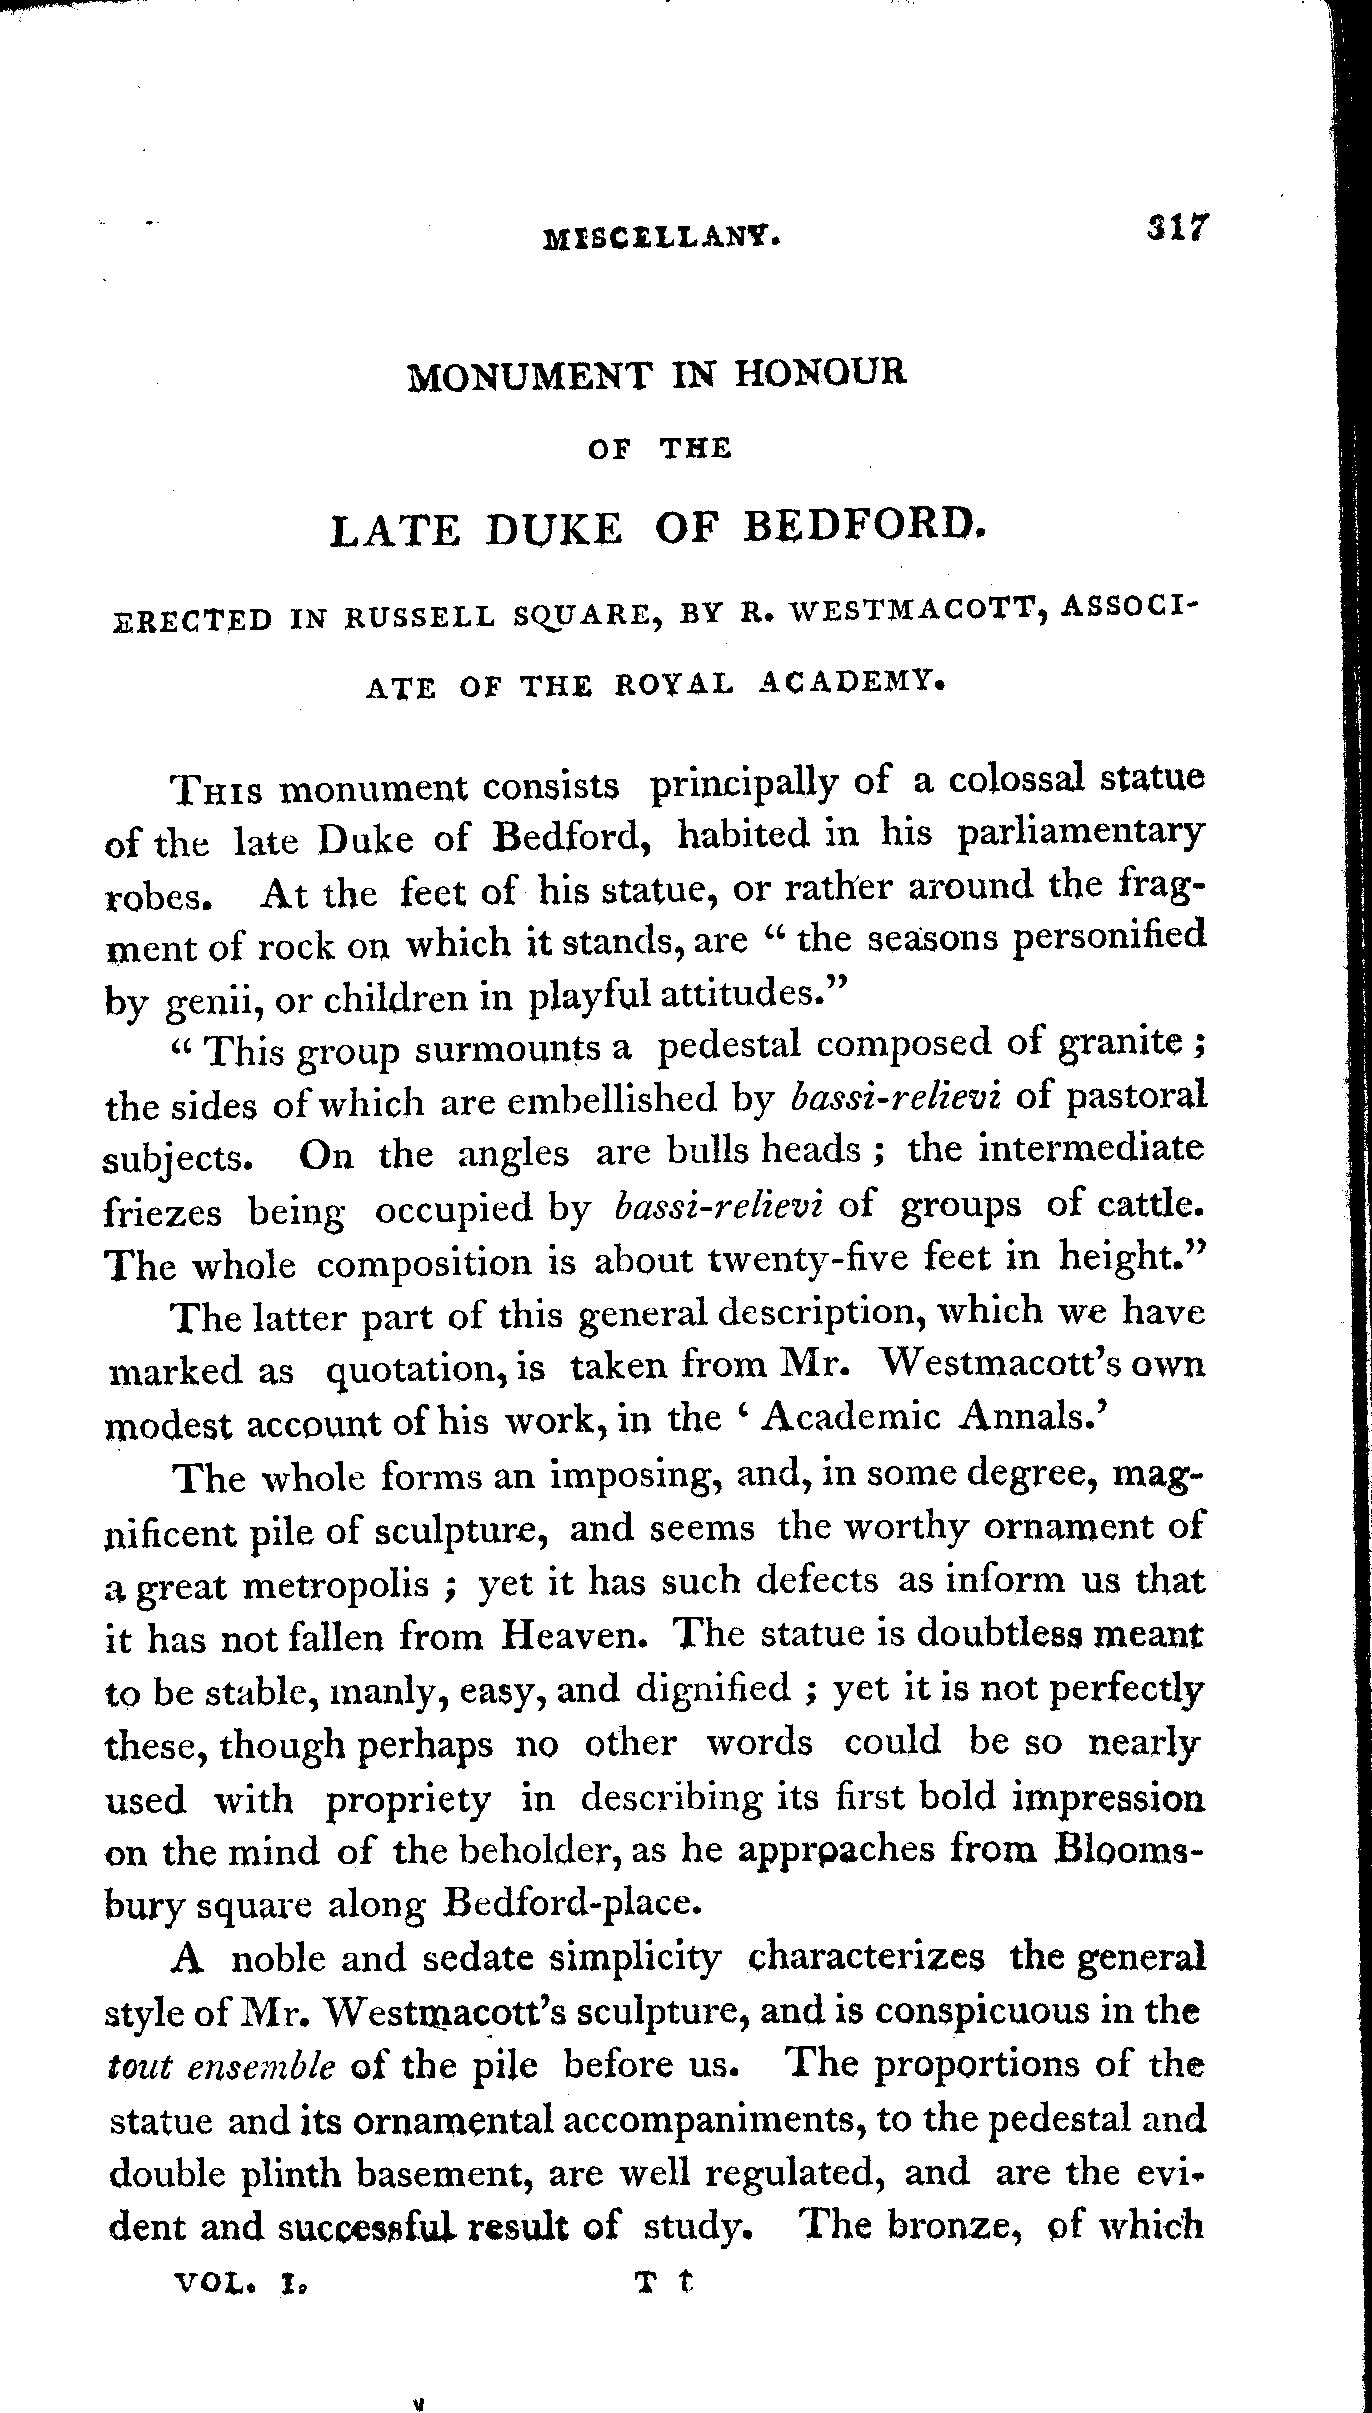 MISCELLANY. 317
MONUMENT IN HONOUR
OF THE
LATE DUKE OF BEDFORD.
ERECTED IN RUSSELL SQUARE, BY R. WESTMACOTT, ASSOCI-
ATE OF THE ROYAL ACADEMY.
THIS monument consists principally of a colossal statue
of the late Duke of Bedford, habited in his parliamentary
robes. At the feet of his statue, or rather around the frag-
ment of rock on which it stands, are “ the seasons personified
by genii, or children in playful attitudes.”
“ This group surmounts a pedestal composed of granite ;
the sides of which are embellished by bassi-relievi of pastoral
subjects. On the angles are bulls heads ; the intermediate
friezes being occupied by bassi-relievi of groups of cattle.
The whole composition is about twenty-five feet in height.”
The latter part of this general description, which we have
marked as quotation, is taken from Mr. Westmacott’s own
modest account of his work, in the ‘ Academic Annals.’
The whole forms an imposing, and, in some degree, mag-
nificent pile of sculpture, and seems the worthy ornament of
a great metropolis ; yet it has such defects as inform us that
it has not fallen from Heaven. The statue is doubtless meant
to be stable, manly, easy, and dignified ; yet it is not perfectly
these, though perhaps no other words could be so nearly
used with propriety in describing its first bold impression
on the mind of the beholder, as he approaches from Blooms-
bury square along Bedford-place.
A noble and sedate simplicity characterizes the general
style of Mr. Westmacott’s sculpture, and is conspicuous in the
tout ensemble of the pile before us. The proportions of the
statue and its ornamental accompaniments, to the pedestal and
double plinth basement, are well regulated, and are the evi-
dent and successful result of study. The bronze, of which
VOL. I. T t